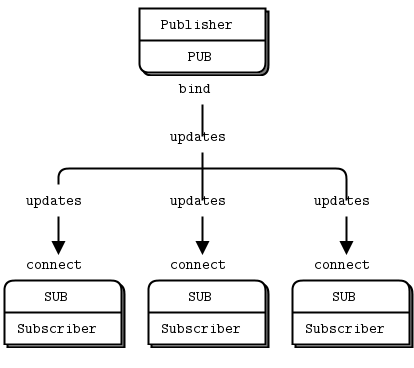 Publisher
PUB
bind
updates
updates updates updates
connect connect connect
SUB SUB SUB
Subscriber Subscriber Subscriber